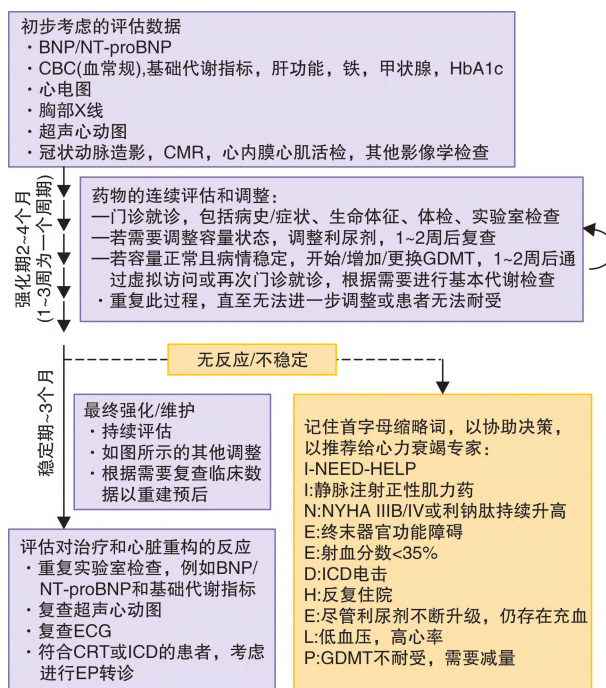 初步考虑的评估数据
• BNP/NT-proBNP
• CBC(血常规),基础代谢指标，肝功能，铁，甲状腺，HbA1c
• 心电图
• 胸部X线
• 超声心动图
• 冠状动脉造影，CMR，心内膜心肌活检，其他影像学检查
强化期2~4个月
(1~3周为一个周期)
药物的连续评估和调整：
—门诊就诊，包括病史/症状、生命体征、体检、实验室检查
—若需要调整容量状态，调整利尿剂，1~2周后复查
—若容量正常且病情稳定，开始/增加/更换GDMT，1~2周后通
过虚拟访问或再次门诊就诊，根据需要进行基本代谢检查
• 重复此过程，直至无法进一步调整或患者无法耐受
无反应/不稳定
稳定期~3个月
最终强化/维护
• 持续评估
• 如图所示的其他调整
• 根据需要复查临床数
据以重建预后
记住首字母缩略词，以协助决策，
以推荐给心力衰竭专家：
I-NEED-HELP
I:静脉注射正性肌力药
N:NYHA IIIB/IV或利钠肽持续升高
E:终末器官功能障碍
E:射血分数<35%
D:ICD电击
H:反复住院
E:尽管利尿剂不断升级，仍存在充血
L:低血压，高心率
P:GDMT不耐受，需要减量
评估对治疗和心脏重构的反应
• 重复实验室检查，例如BNP/
NT-proBNP和基础代谢指标
• 复查超声心动图
• 复查ECG
• 符合CRT或ICD的患者，考虑
进行EP转诊